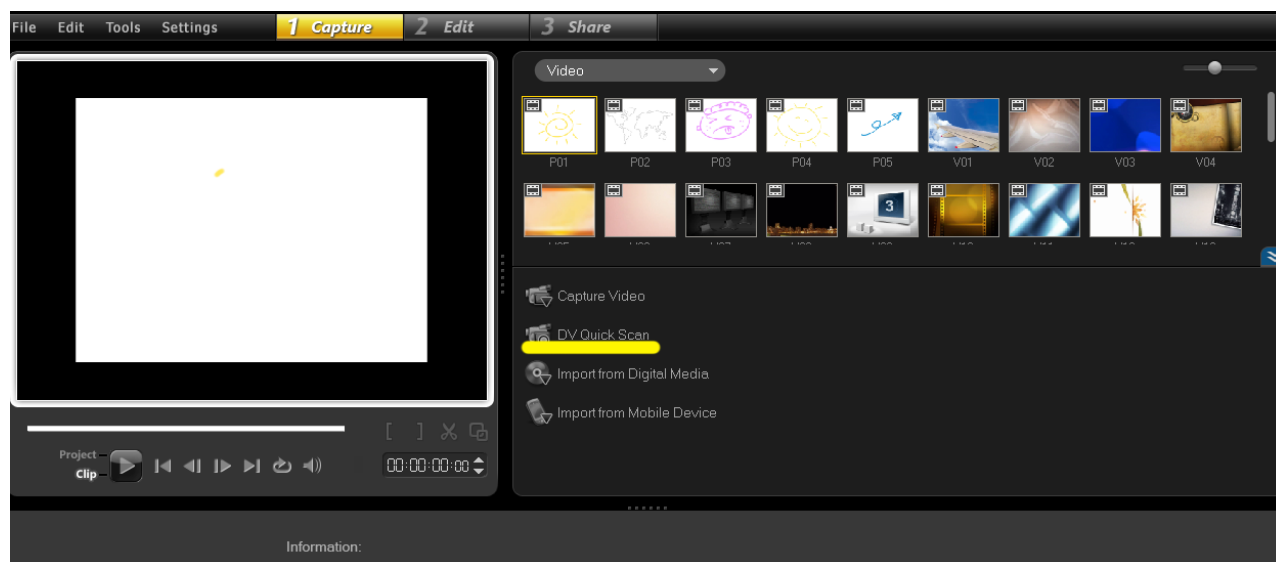 File Edit Tools Settings 1 Capture 2 Edit 3 Share
Video
P01 P02 P03 P04 P05 V01 V02 V03 V04
3
Capture Video
DV Quick Scan
Import from Digital Media
Import from Mobile Device
Project
Clip
[ ] 00:00:00:00
Information: